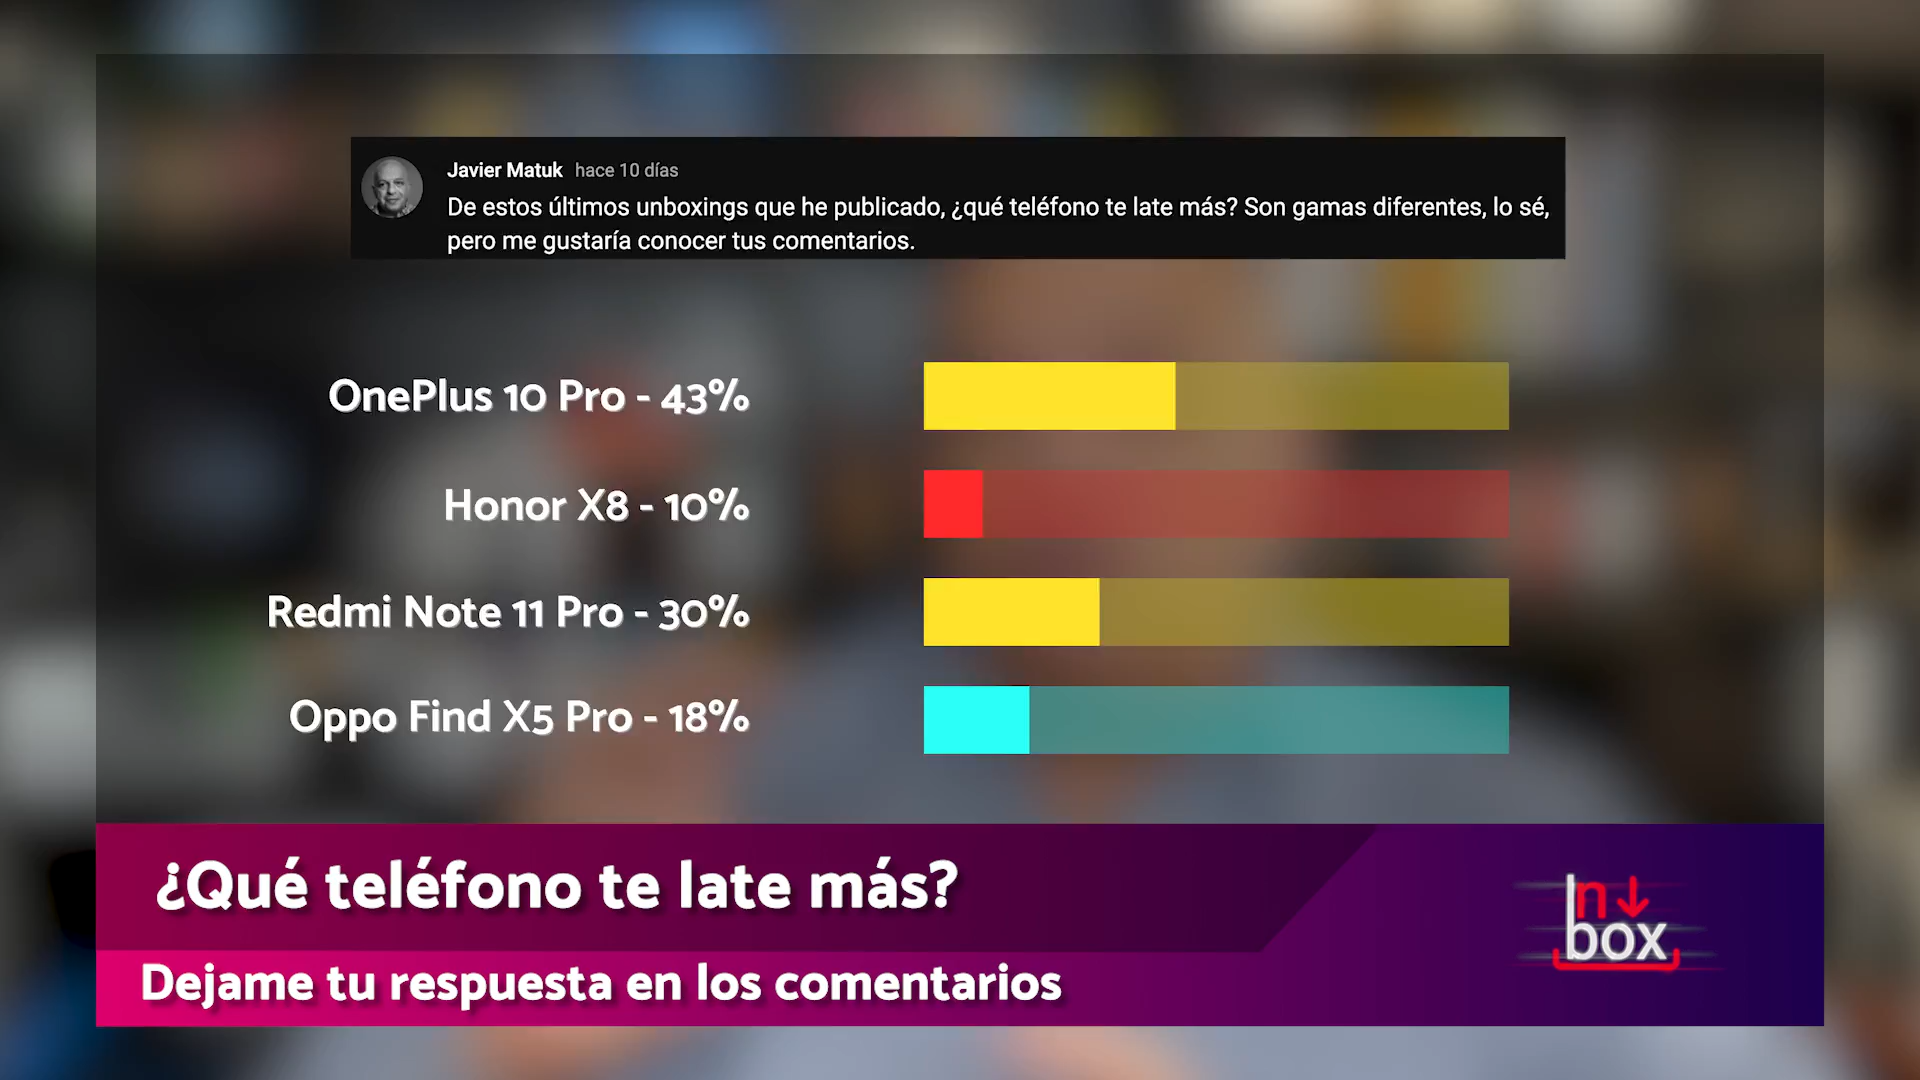 Javier Matuk hace 10 días
De estos últimos unboxings que he publicado, ¿qué teléfono te late más? Son gamas diferentes, lo sé,
pero me gustaría conocer tus comentarios.
OnePlus 10 Pro - 43%
Honor X8 - 10%
Redmi Note 11 Pro - 30%
Oppo Find X5 Pro - 18%
¿Qué teléfono te late más?
Dejame tu respuesta en los comentarios
In
box